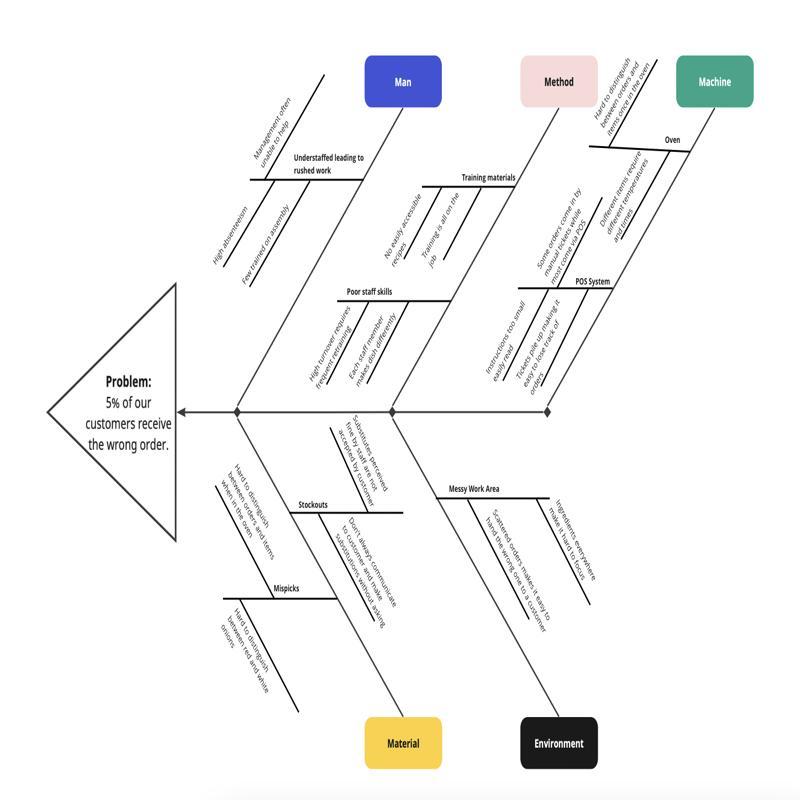 Man
Method
Machine
Management often
unable to help
Understaffed leading to
rushed work
High absenteeism
Few trained on assembly
Training materials
No easily accessible
recipes
Training is all on the
job
Poor staff skills
High turnover requires
frequent retraining
Each staff member
makes dish differently
Hard to distinguish
between orders and
items once in the oven
Oven
Different items require
different temperatures
and times
Some orders come in by
manual tickets while
most come via POS
POS System
Instructions too small
easily read
Tickets pile up making it
easy to lose track of
orders
Problem:
5% of our
customers receive
the wrong order.
Substitutes perceived
fine by staff are not
accepted by customer
Stockouts
Don't always communicate
to customer and make
substitutions without asking
Hard to distinguish
between orders and items
when in the oven
Mispicks
Hard to distinguish
between red and white
onions
Messy Work Area
Scattered orders makes it easy to
hand the wrong one to a customer
Ingredients everywhere
make it hard to focus
Material
Environment